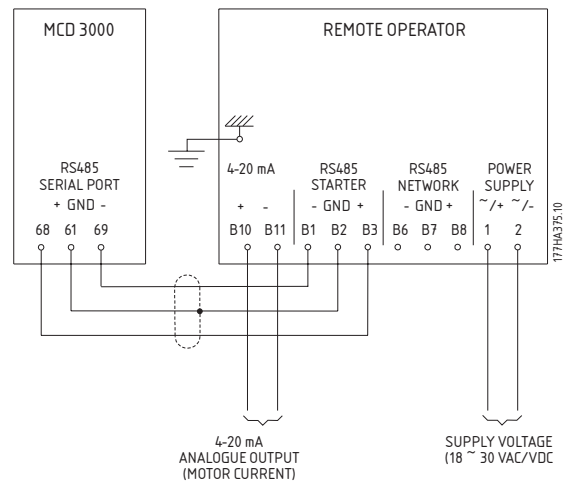 MCD 3000
REMOTE OPERATOR
RS485
SERIAL PORT
+ GND -
68 61 69
4-20 mA
+ -
B10 B11
RS485
STARTER
- GND +
B1 B2 B3
RS485
NETWORK
- GND +
B6 B7 B8
POWER
SUPPLY
~/+ ~/-
1 2
177HA375.10
4-20 mA
ANALOGUE OUTPUT
(MOTOR CURRENT)
SUPPLY VOLTAGE
(18 ~ 30 VAC/VDC